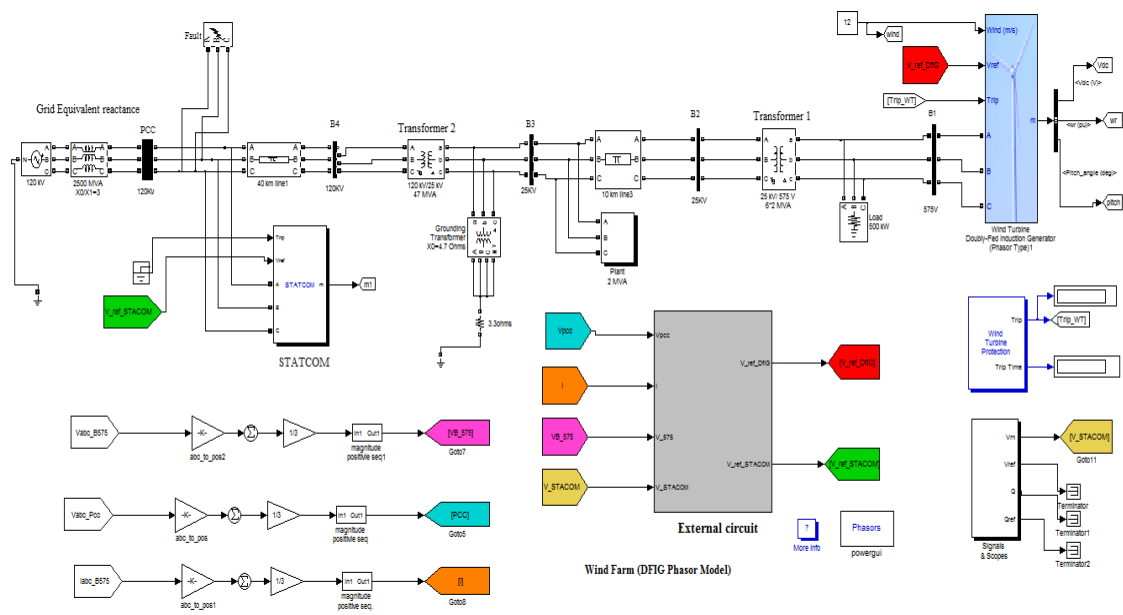 12
wind
Wind (m/s)
V_ref_DfIG
Vref
[Trip_WT]
Trip
m
Vdc
<Vdc (V)>
wr
<wr (pu)>
<Pitch_angle (deg)>
pitch
A
B
C
Wind Turbine
Doubly-Fed Induction Generator
(Phasor Type)1
Fault
A B C
Grid Equivalent reactance
PCC
N
A
B
C
120 kV
2500 MVA
X0/X1=3
120Kv
40 km line1
B4
120KV
Transformer 2
120 kV/25 kV
47 MVA
Grounding
Transformer
X0=4.7 Ohms
3.3ohms
B3
25KV
10 km line3
A
B
C
Plant
2 MVA
B2
25KV
Transformer 1
25 kV/ 575 V
6*2 MVA
A B C
Load
500 kW
B1
575V
V_ref_STACOM
Trip
Vref
A
B
C
STATCOM
m
m1
STATCOM
Vpcc
I
VB_575
V_STACOM
Vpcc
I
V_575
V_STACOM
V_ref_DfIG
V_ref_STACOM
[V_ref_DfIG]
[V_ref_STACOM]
External circuit
Wind
Turbine
Protection
Trip
Trip Time
[Trip_WT]
Vabc_B575
-K-
abc_to_pos2
1/3
In1 Out1
magnitude
positivie seq1
[VB_575]
Goto7
Vabc_Pcc
-K-
abc_to_pos
1/3
In1 Out1
magnitude
positivie seq
[PCC]
Goto5
Iabc_B575
-K-
abc_to_pos1
1/3
In1 Out1
magnitude
positivie seq.
[I]
Goto8
?
More Info
Phasors
powergui
Wind Farm (DFIG Phasor Model)
Vm
Vref
Q
Qref
Signals
& Scopes
[V_STACOM]
Goto11
Terminator
Terminator1
Terminator2